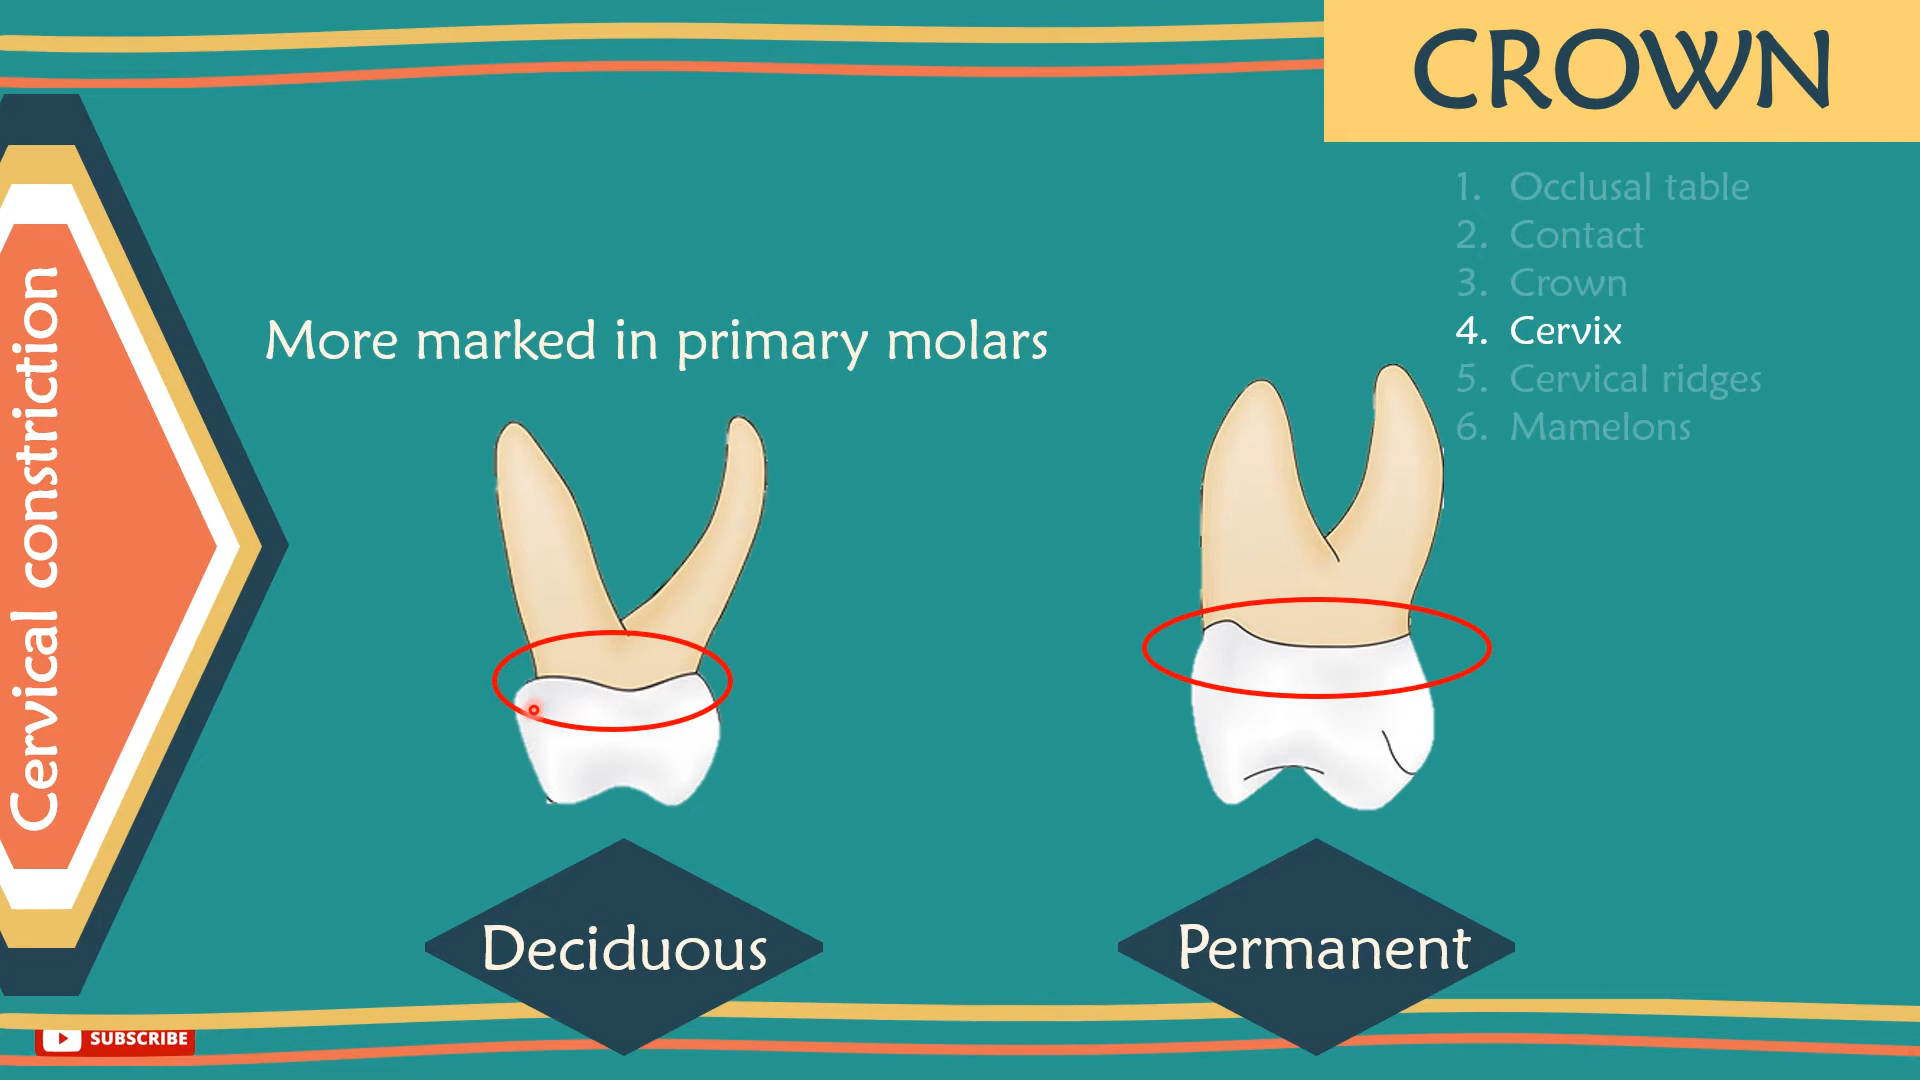 CROWN
1. Occlusal table
2. Contact
3. Crown
4. Cervix
5. Cervical ridges
6. Mamelons
Cervical constriction
More marked in primary molars
Deciduous
Permanent
SUBSCRIBE